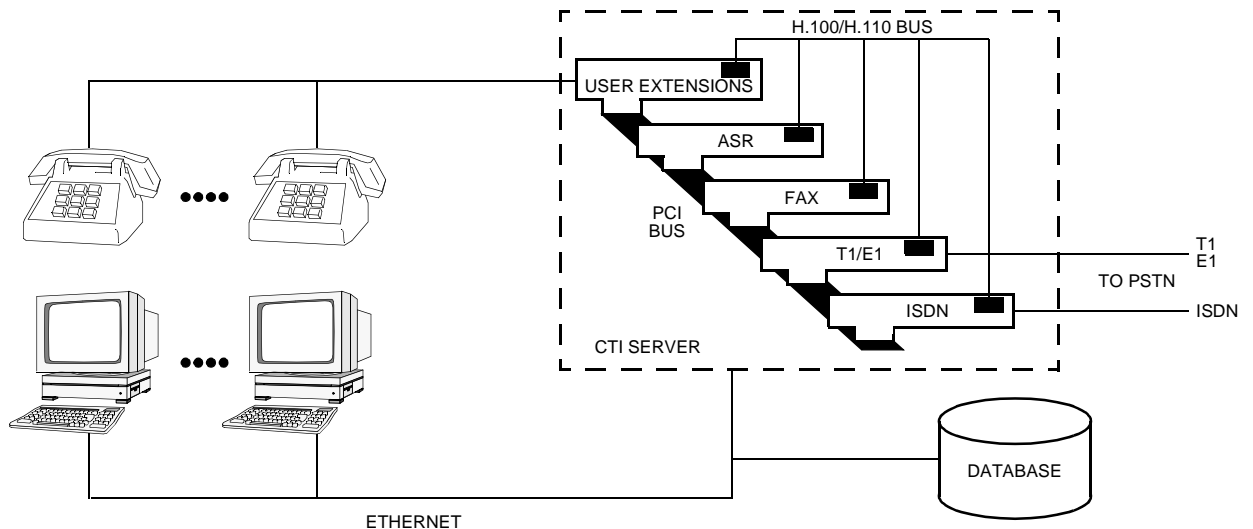 H.100/H.110 BUS
USER EXTENSIONS
ASR
FAX
PCI
BUS
T1/E1
T1
E1
TO PSTN
ISDN
ISDN
CTI SERVER
DATABASE
ETHERNET